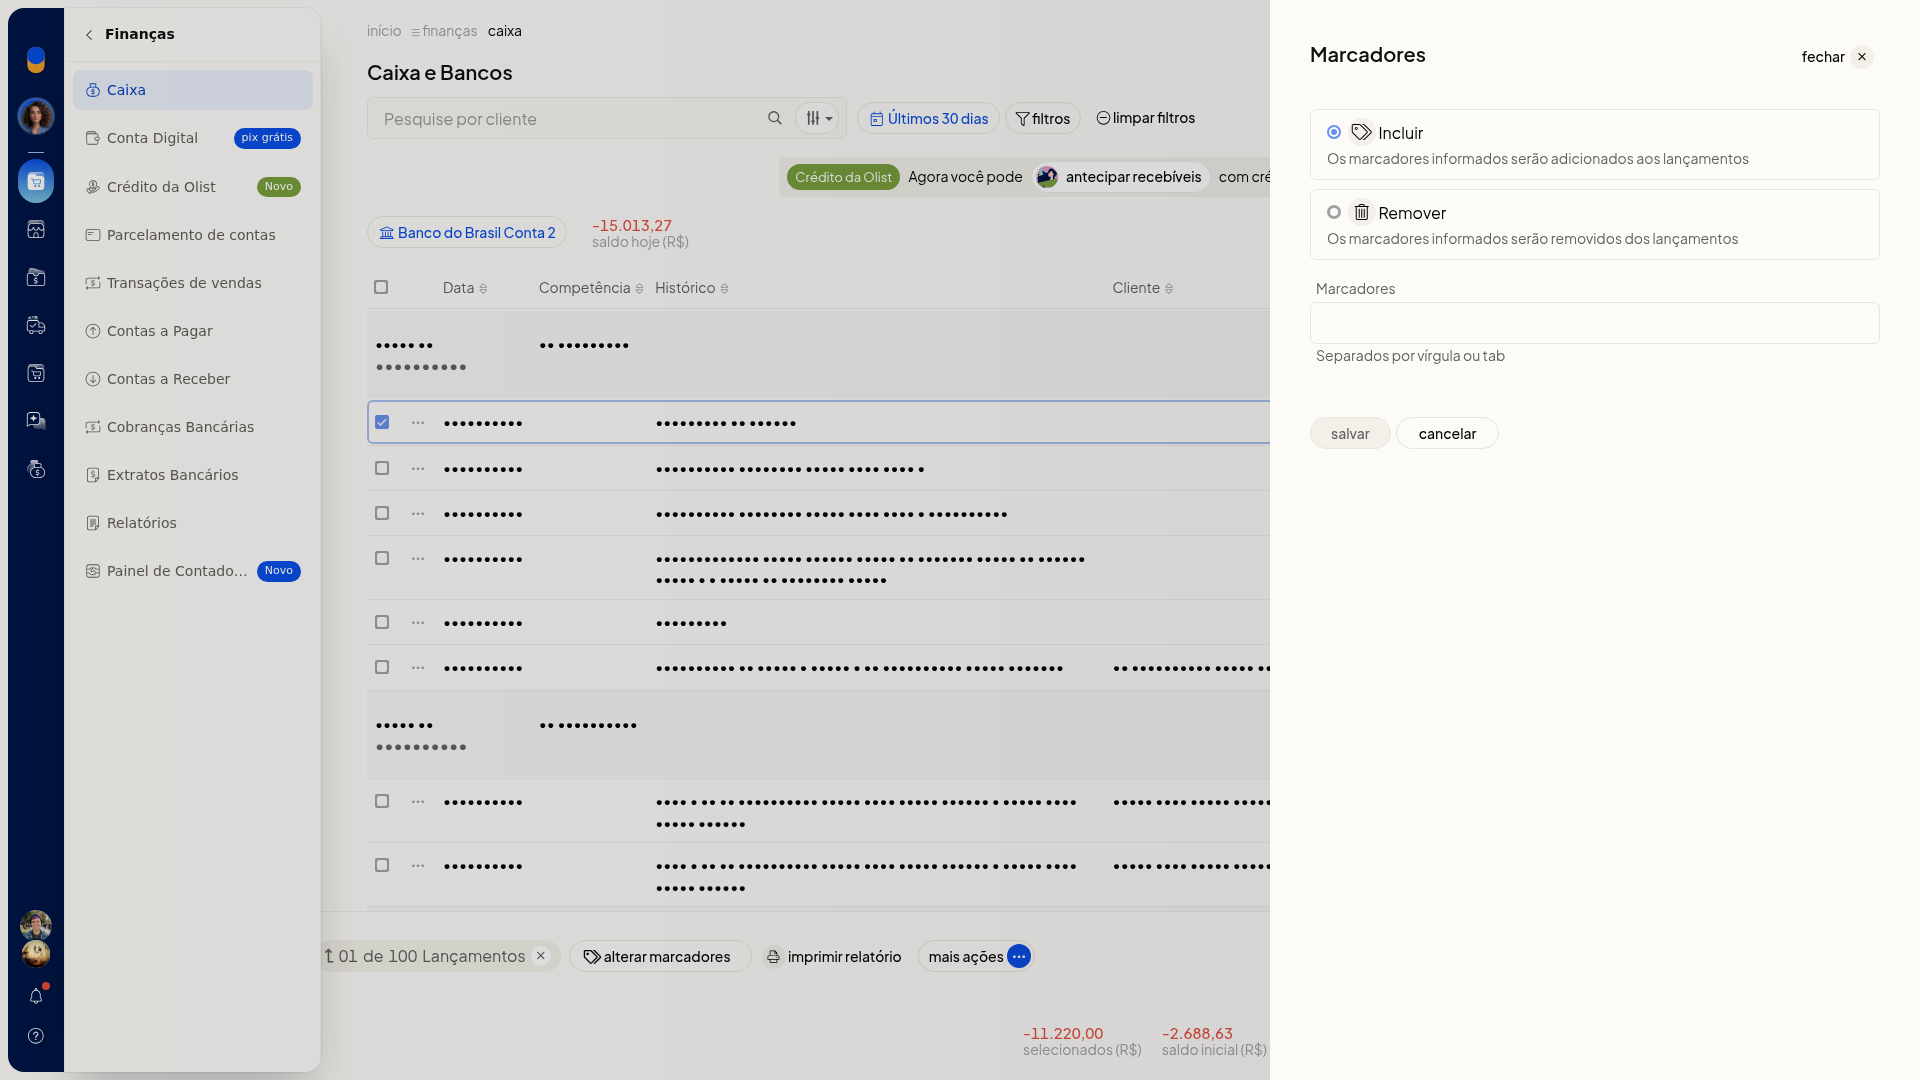 Finanças
Caixa
Conta Digital
pix grátis
Crédito da Olist
Novo
Parcelamento de contas
Transações de vendas
Contas a Pagar
Contas a Receber
Cobranças Bancárias
Extratos Bancários
Relatórios
Painel de Contado...
Novo
início
finanças
caixa
Caixa e Bancos
Pesquise por cliente
Últimos 30 dias
filtros
limpar filtros
Crédito da Olist
Agora você pode
antecipar recebíveis
com cré
Banco do Brasil Conta 2
-15.013,27
saldo hoje (R$)
Data
Competência
Histórico
Cliente
01 de 100 Lançamentos
alterar marcadores
imprimir relatório
mais ações
-11.220,00
selecionados (R$)
-2.688,63
saldo inicial (R$)
Marcadores
fechar
Incluir
Os marcadores informados serão adicionados aos lançamentos
Remover
Os marcadores informados serão removidos dos lançamentos
Marcadores
Separados por vírgula ou tab
salvar
cancelar